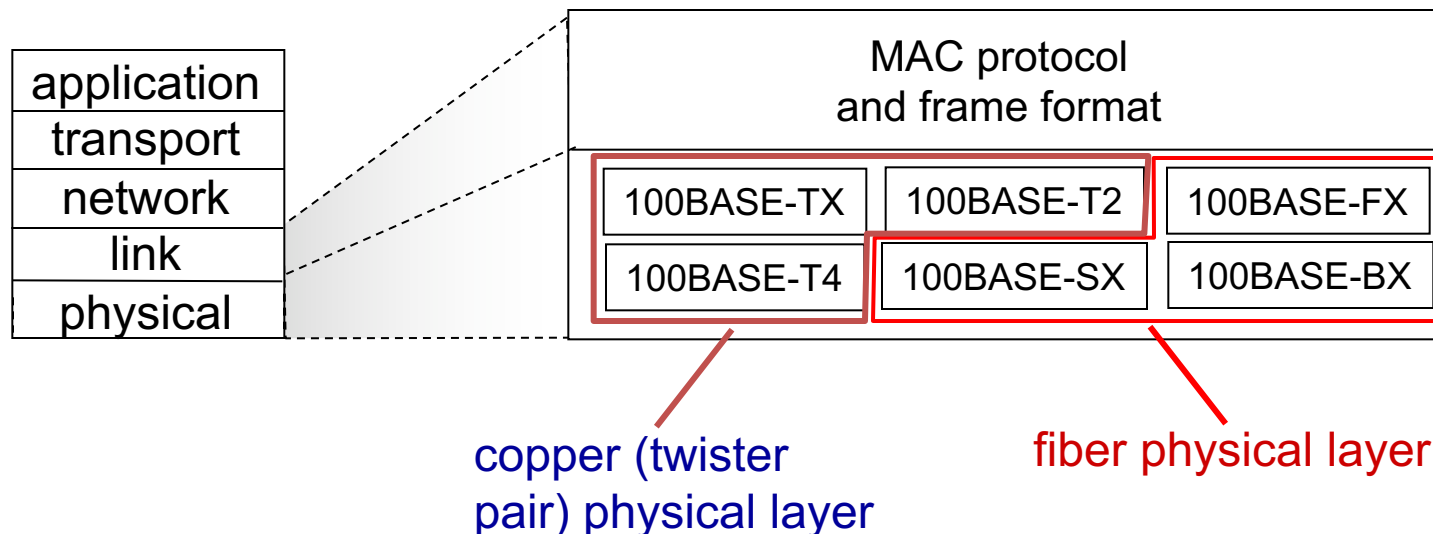 application
transport
network
link
physical
MAC protocol
and frame format
100BASE-TX
100BASE-T2
100BASE-FX
100BASE-T4
100BASE-SX
100BASE-BX
copper (twister
pair) physical layer
fiber physical layer